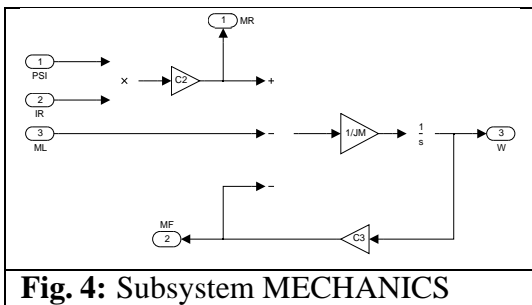 1
MR
1
PSI
×
C2
+
2
IR
3
ML
−
1/JM
1
s
3
W
−
MF
2
C3
Fig. 4: Subsystem MECHANICS